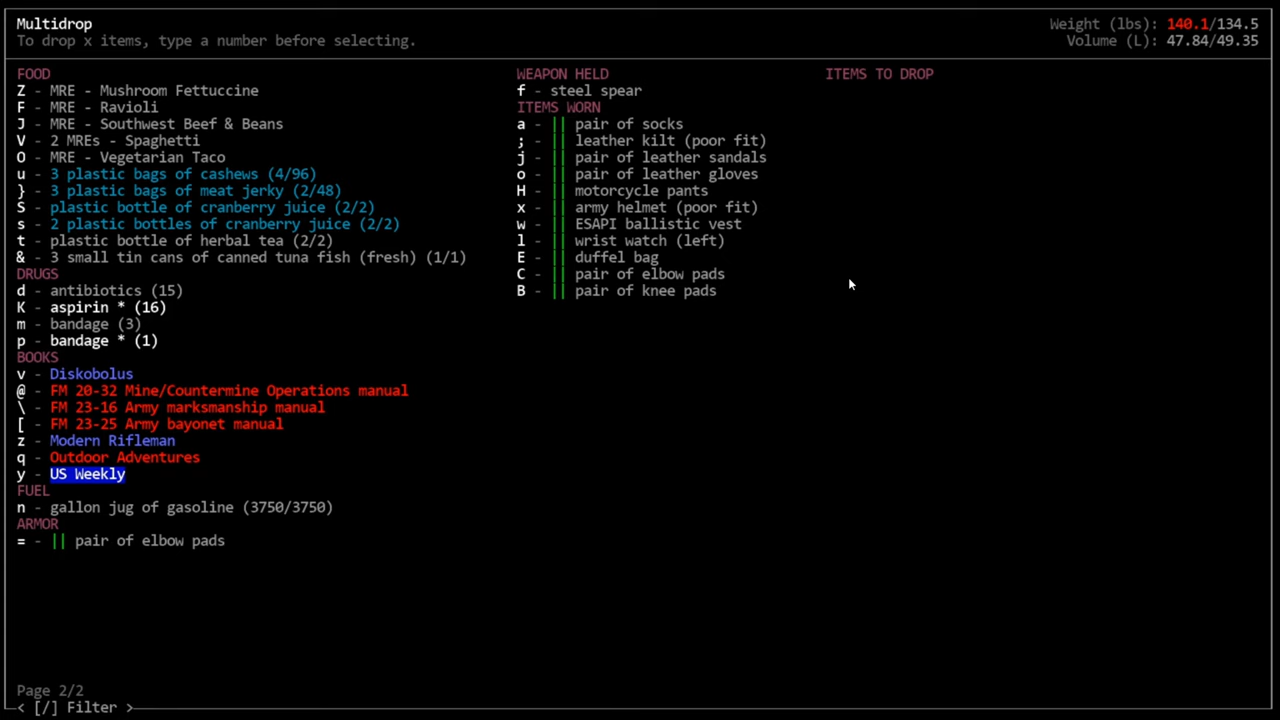 Multidrop
To drop x items, type a number before selecting.
Weight (lbs): 140.1/134.5
Volume (L): 47.84/49.35
FOOD
Z - MRE - Mushroom Fettuccine
F - MRE - Ravioli
J - MRE - Southwest Beef & Beans
V - 2 MREs - Spaghetti
O - MRE - Vegetarian Taco
u - 3 plastic bags of cashews (4/96)
} - 3 plastic bags of meat jerky (2/48)
S - plastic bottle of cranberry juice (2/2)
s - 2 plastic bottles of cranberry juice (2/2)
t - plastic bottle of herbal tea (2/2)
& - 3 small tin cans of canned tuna fish (fresh) (1/1)
DRUGS
d - antibiotics (15)
K - aspirin * (16)
m - bandage (3)
p - bandage * (1)
BOOKS
v - Diskobolus
@ - FM 20-32 Mine/Countermine Operations manual
\ - FM 23-16 Army marksmanship manual
[ - FM 23-25 Army bayonet manual
z - Modern Rifleman
q - Outdoor Adventures
y - US Weekly
FUEL
n - gallon jug of gasoline (3750/3750)
ARMOR
= - || pair of elbow pads
WEAPON HELD
f - steel spear
ITEMS WORN
a - || pair of socks
; - || leather kilt (poor fit)
j - || pair of leather sandals
o - || pair of leather gloves
H - || motorcycle pants
x - || army helmet (poor fit)
w - || ESAPI ballistic vest
l - || wrist watch (left)
E - || duffel bag
C - || pair of elbow pads
B - || pair of knee pads
ITEMS TO DROP
Page 2/2
< [/] Filter >